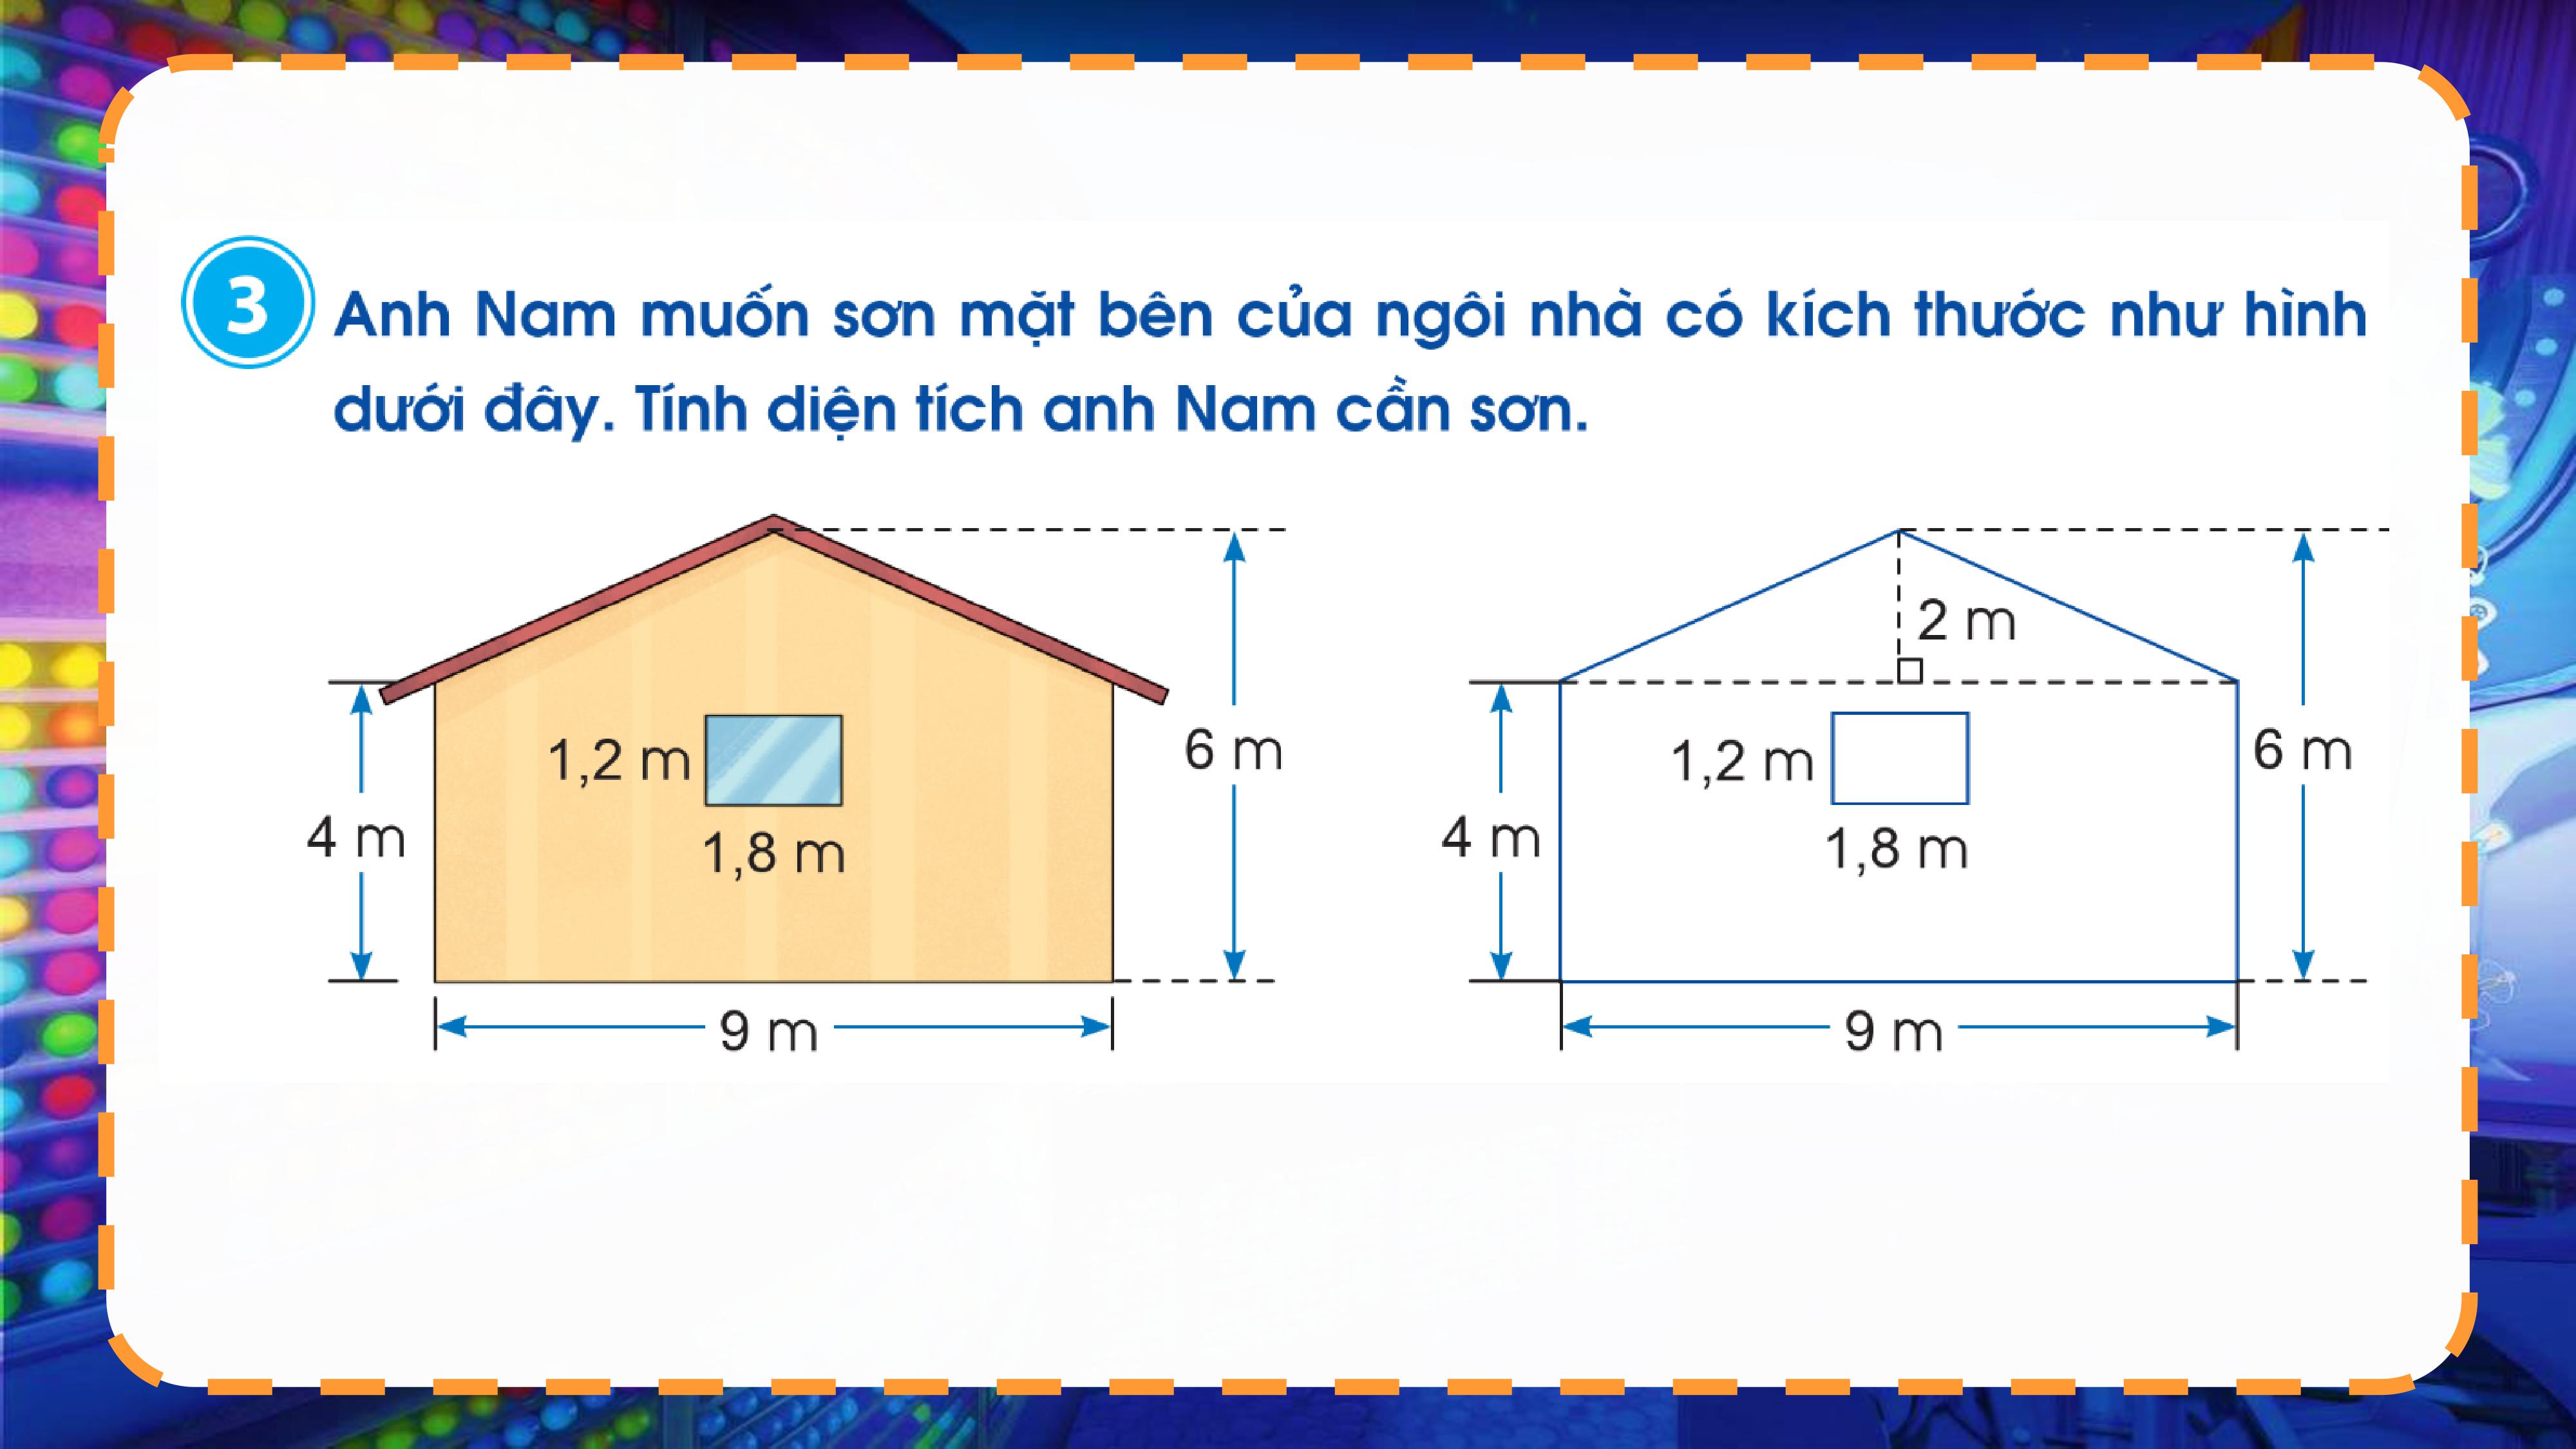 3
Anh Nam muốn sơn mặt bên của ngôi nhà có kích thước như hình
dưới đây. Tính diện tích anh Nam cần sơn.
1,2 m
1,8 m
4 m
6 m
9 m
2 m
1,2 m
1,8 m
4 m
6 m
9 m